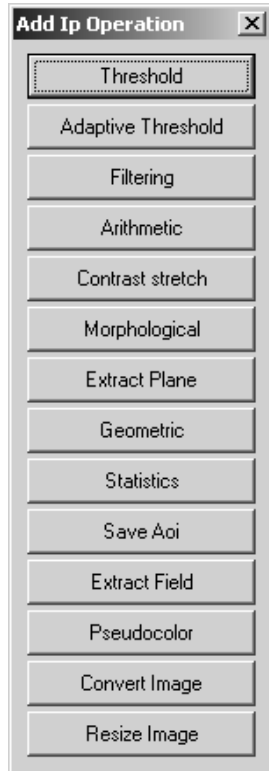 Add Ip Operation
Threshold
Adaptive Threshold
Filtering
Arithmetic
Contrast stretch
Morphological
Extract Plane
Geometric
Statistics
Save Aoi
Extract Field
Pseudocolor
Convert Image
Resize Image